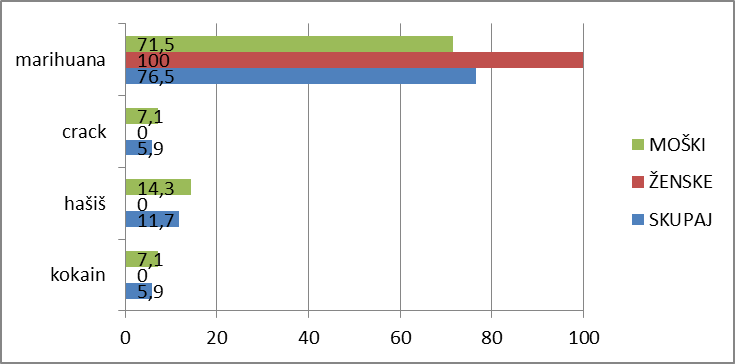 marihuana
71,5
100
76,5
crack
7,1
0
5,9
hašiš
14,3
0
11,7
kokain
7,1
0
5,9
0 20 40 60 80 100
MOŠKI
ŽENSKE
SKUPAJ